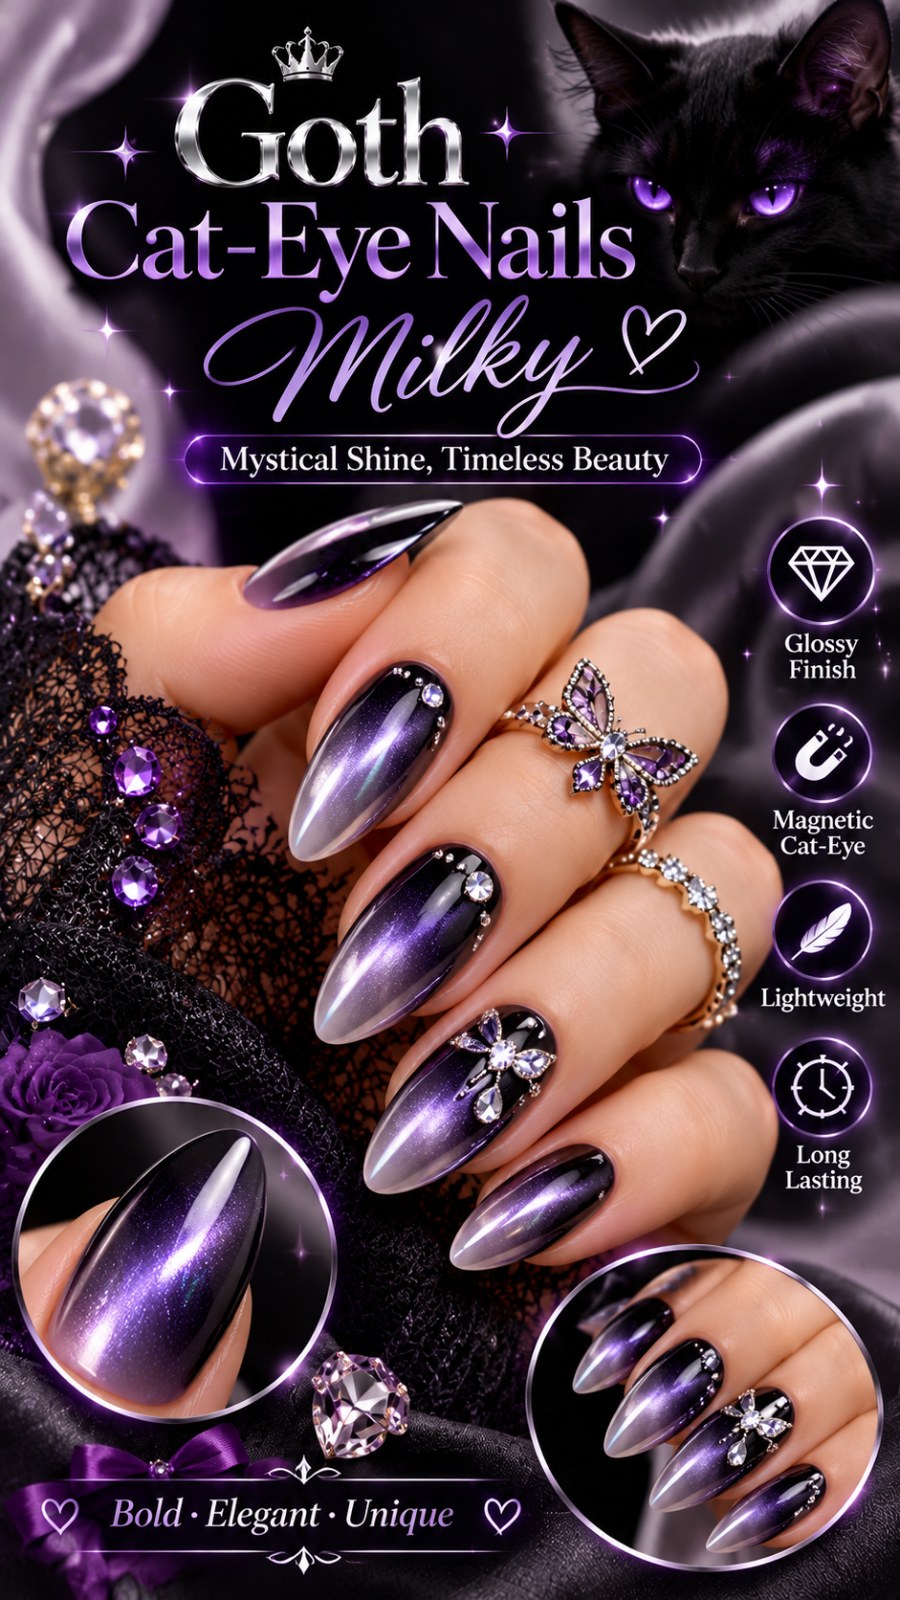 Goth
Cat-Eye Nails
Milky
Mystical Shine, Timeless Beauty
Glossy
Finish
Magnetic
Cat-Eye
Lightweight
Long
Lasting
Bold · Elegant · Unique